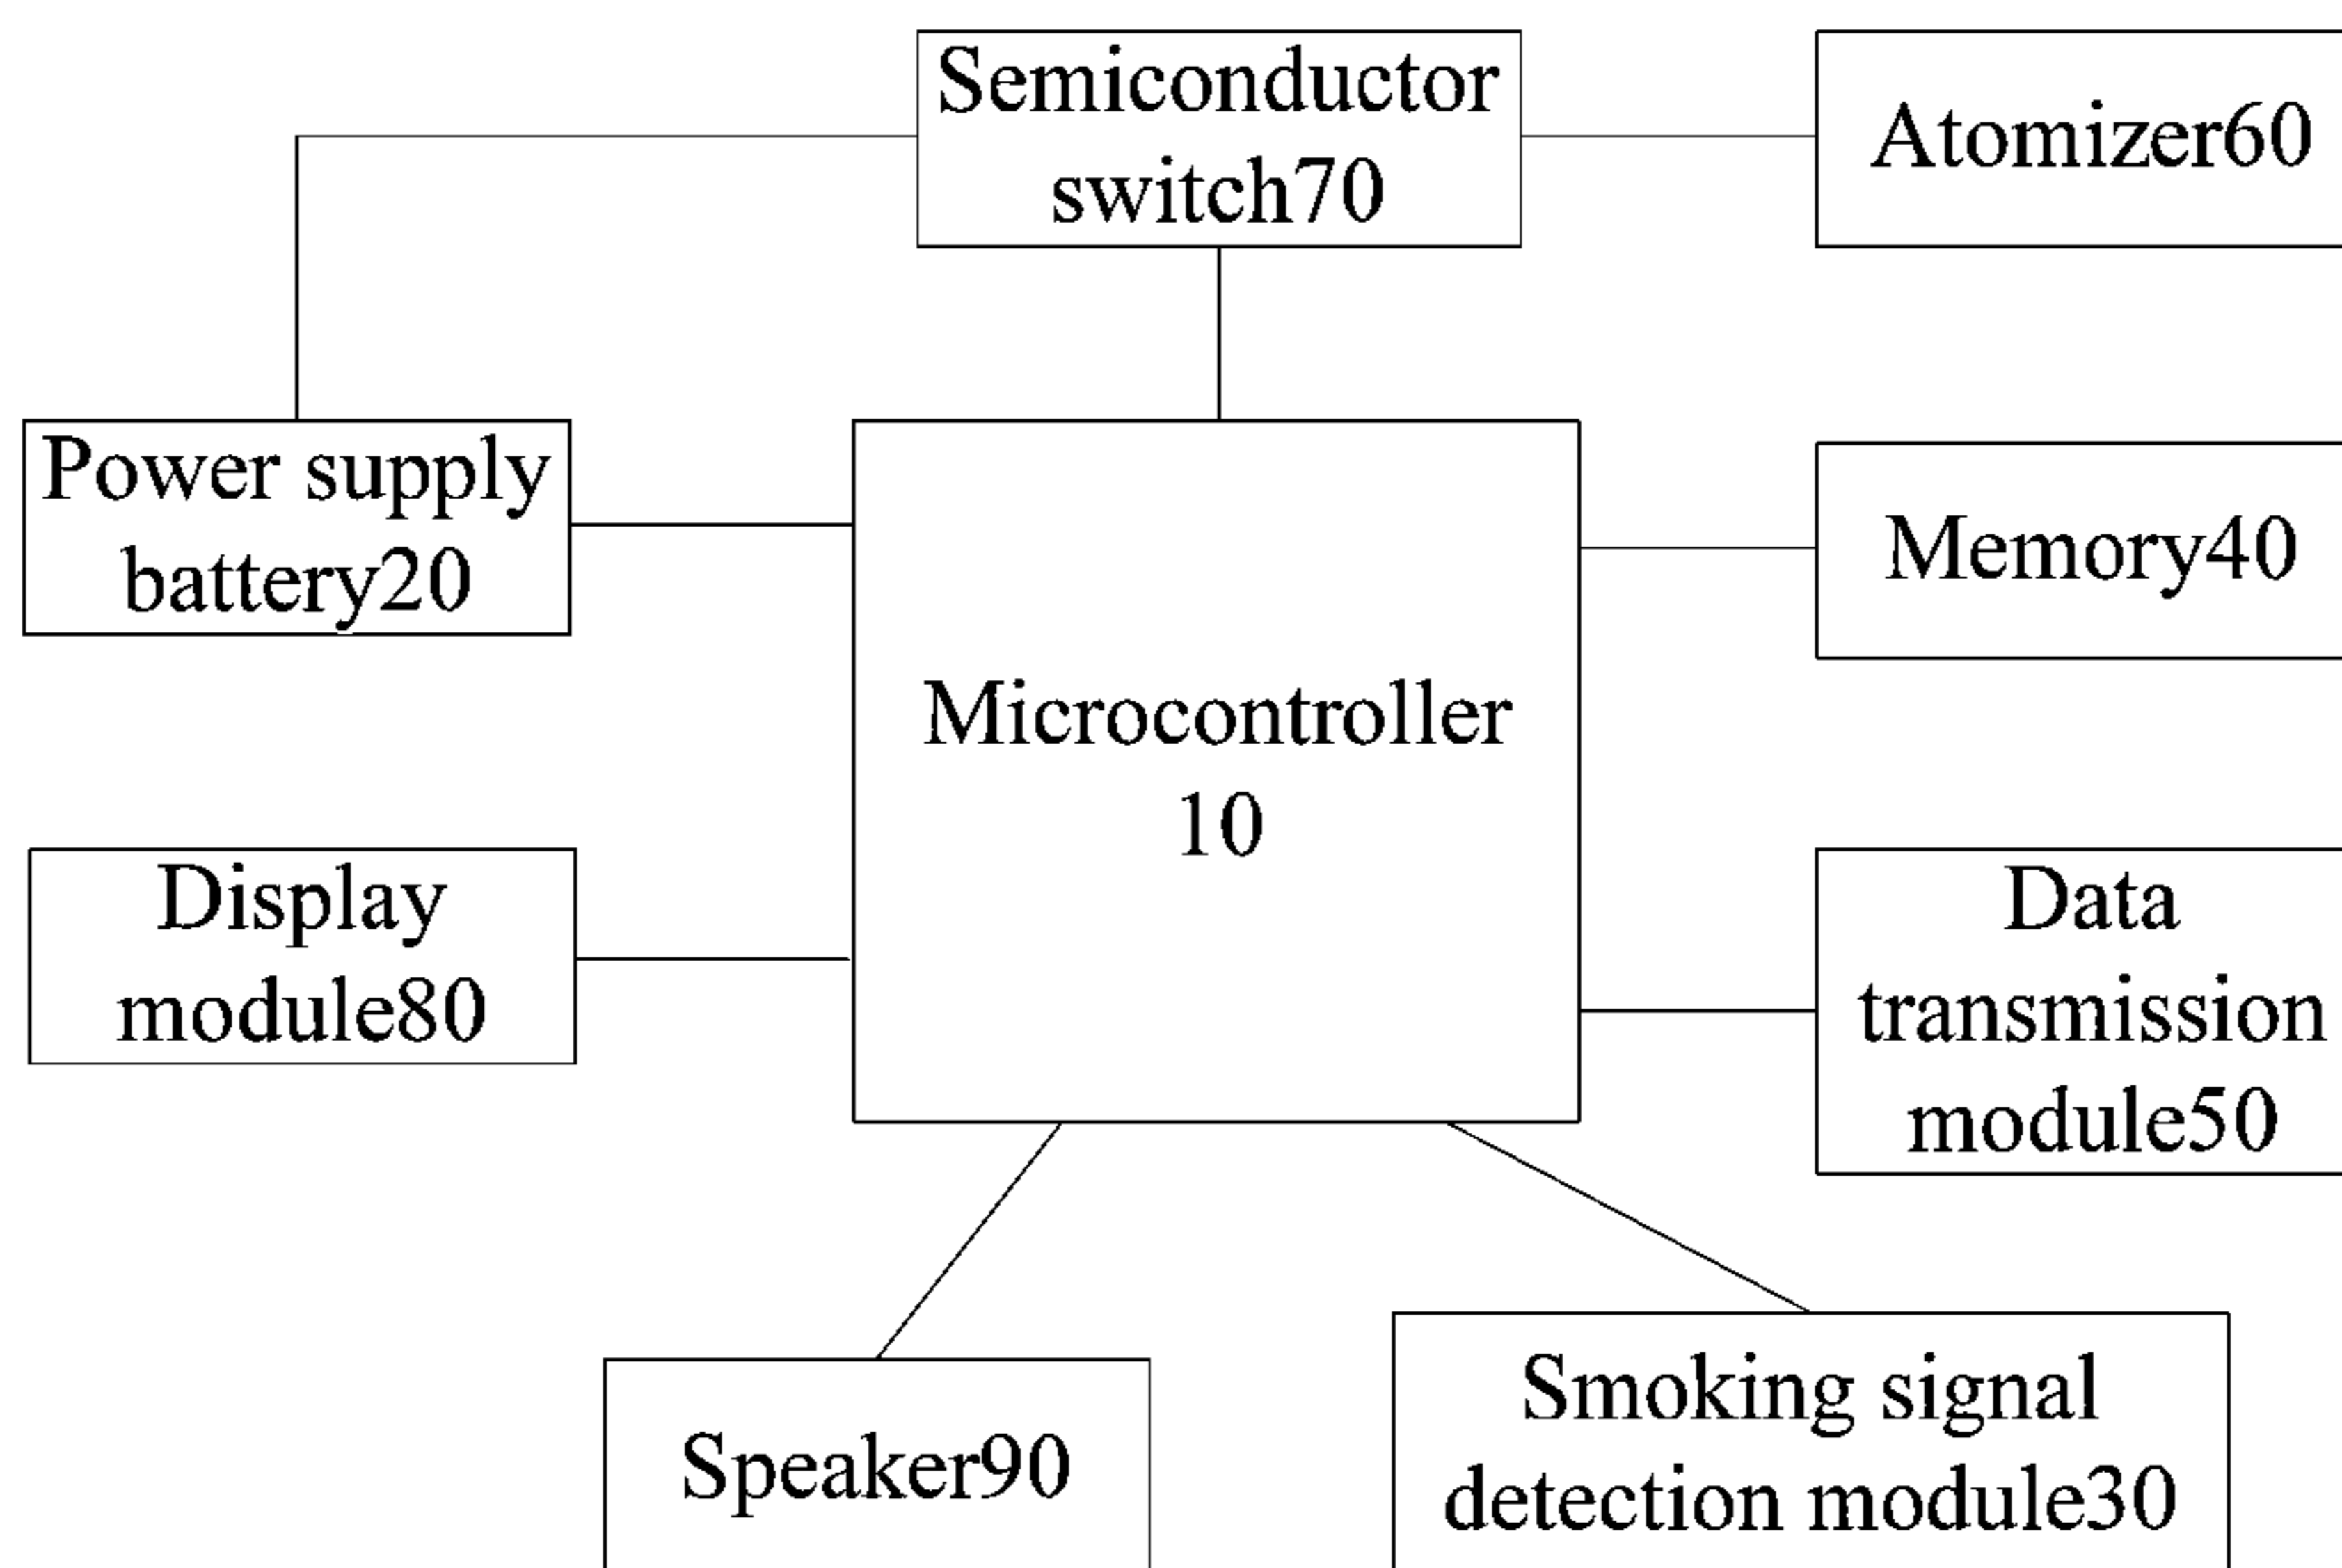 Semiconductor
switch70
Atomizer60
Power supply
battery20
Memory40
Microcontroller
10
Display
module80
Data
transmission
module50
Speaker90
Smoking signal
detection module30